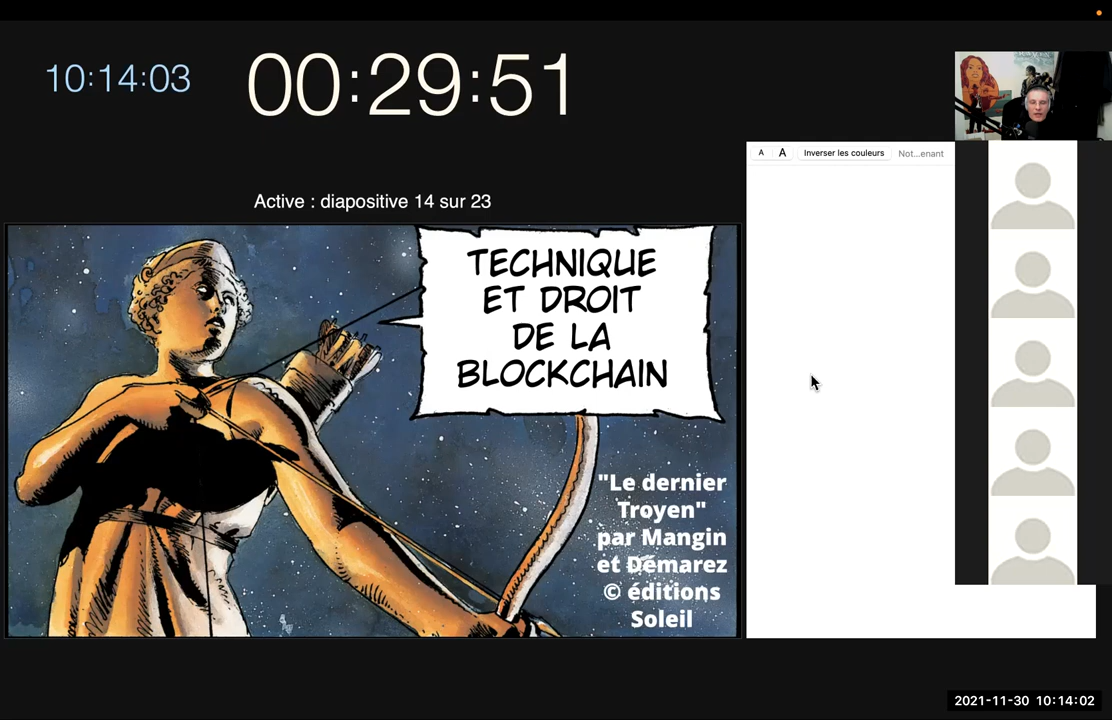 10:14:03
00:29:51
Active : diapositive 14 sur 23
TECHNIQUE
ET DROIT
DE LA
BLOCKCHAIN
"Le dernier
Troyen"
par Mangin
et Démarez
© éditions
Soleil
A A Inverser les couleurs Not...enant
2021-11-30 10:14:02